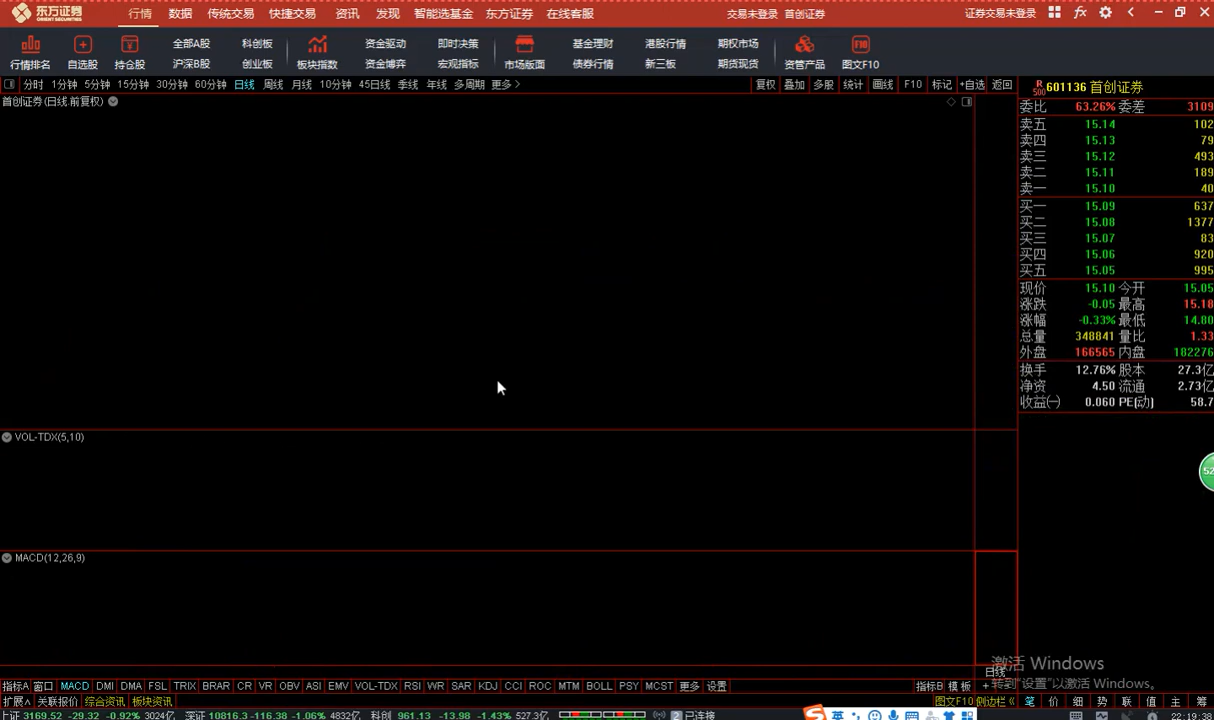 东方证券 行情 数据 传统交易 快捷交易 资讯 发现 智能选基金 东方证券 在线客服 交易未登录 首创证券 证券交易未登录
ORIENT SECURITIES
全部A股 科创板 资金驱动 即时决策 基金理财 港股行情 期权市场
行情排名 自选股 持仓股 沪深B股 创业板 板块指数 资金博弈 宏观指标 市场版面 债券行情 新三板 期货现货 资管产品 图文F10
分时 1分钟 5分钟 15分钟 30分钟 60分钟 日线 周线 月线 10分钟 45日线 季线 年线 多周期 更多> 复权 叠加 多股 统计 画线 F10 标记 +自选 返回
R 500 601136 首创证券
首创证券(日线 前复权)
委比 63.26% 委差 3109
卖五 15.14 102
卖四 15.13 79
卖三 15.12 493
卖二 15.11 189
卖一 15.10 40
买一 15.09 637
买二 15.08 1377
买三 15.07 83
买四 15.06 920
买五 15.05 995
现价 15.10 今开 15.05
涨跌 -0.05 最高 15.18
涨幅 -0.33% 最低 14.80
总量 348841 量比 1.33
外盘 166565 内盘 182276
换手 12.76% 股本 27.3亿
净资 4.50 流通 2.73亿
收益(一) 0.060 PE(动) 58.7
VOL-TDX(5,10)
52
MACD(12,26,9)
日线
激活 Windows
转到"设置"以激活 Windows。
指标A 窗口 MACD DMI DMA FSL TRIX BRAR CR VR OBV ASI EMV VOL-TDX RSI WR SAR KDJ CCI ROC MTM BOLL PSY MCST 更多 设置 指标B 模板 +
扩展∧ 关联报价 综合资讯 板块资讯 图文F10 侧边栏《 笔 价 细 势 联 值 主 筹
上证 3169.52 -29.32 -0.92% 3024亿 深证 10816.3 -116.38 -1.06% 4832亿 科创 961.13 -13.98 -1.43% 527.3亿 2 已连接 英 22:19:38